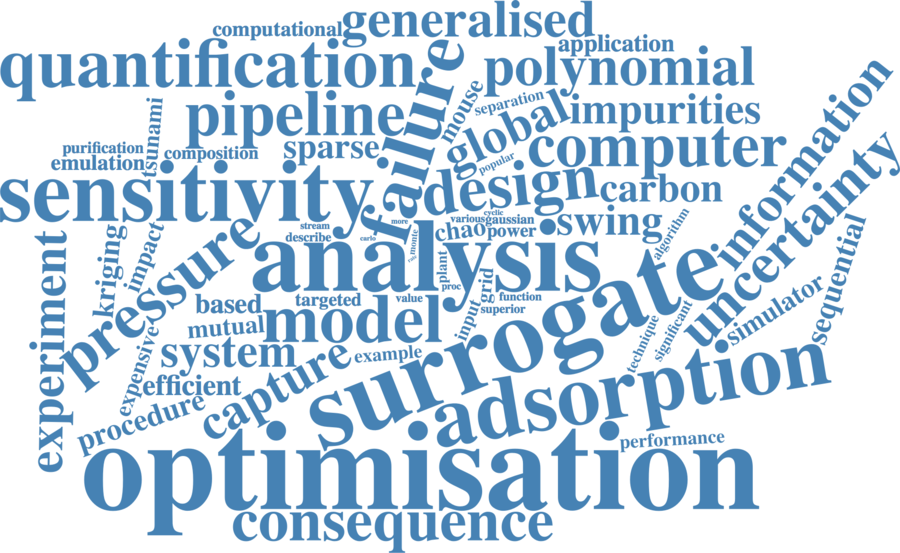 computational
generalised
application
quantification
failure
polynomial
mouse
separation
information
tsunami
pipeline
global
impurities
purification
composition
sparse
popular
computer
emulation
sensitivity
design
carbon
uncertainty
more
various
cyclic
gaussian
swing
algorithm
stream
describe
carlo
monte
chao
power
sequential
experiment
kriging
impact
pressure
analysis
plant
proc
grid
input
surrogate
based
targeted
value
function
superior
mutual
model
simulator
technique
significant
expensive
system
example
efficient
capture
adsorption
procedure
optimisation
performance
consequence